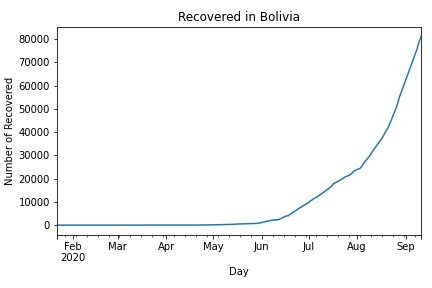 Recovered in Bolivia
80000
70000
60000
50000
40000
30000
20000
10000
0
Number of Recovered
Feb Mar Apr May Jun Jul Aug Sep
2020
Day